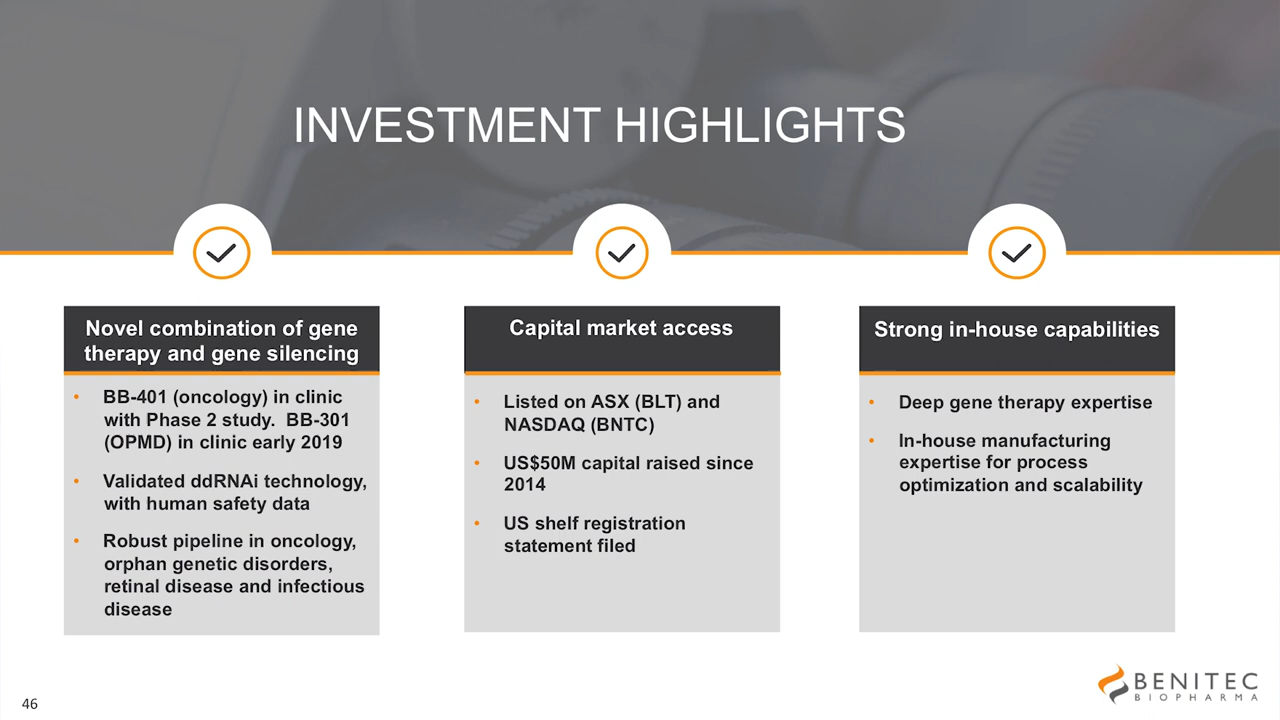 INVESTMENT HIGHLIGHTS
Novel combination of gene
therapy and gene silencing
• BB-401 (oncology) in clinic
with Phase 2 study. BB-301
(OPMD) in clinic early 2019
• Validated ddRNAi technology,
with human safety data
• Robust pipeline in oncology,
orphan genetic disorders,
retinal disease and infectious
disease
Capital market access
• Listed on ASX (BLT) and
NASDAQ (BNTC)
• US$50M capital raised since
2014
• US shelf registration
statement filed
Strong in-house capabilities
• Deep gene therapy expertise
• In-house manufacturing
expertise for process
optimization and scalability
46
BENITEC
BIOPHARMA